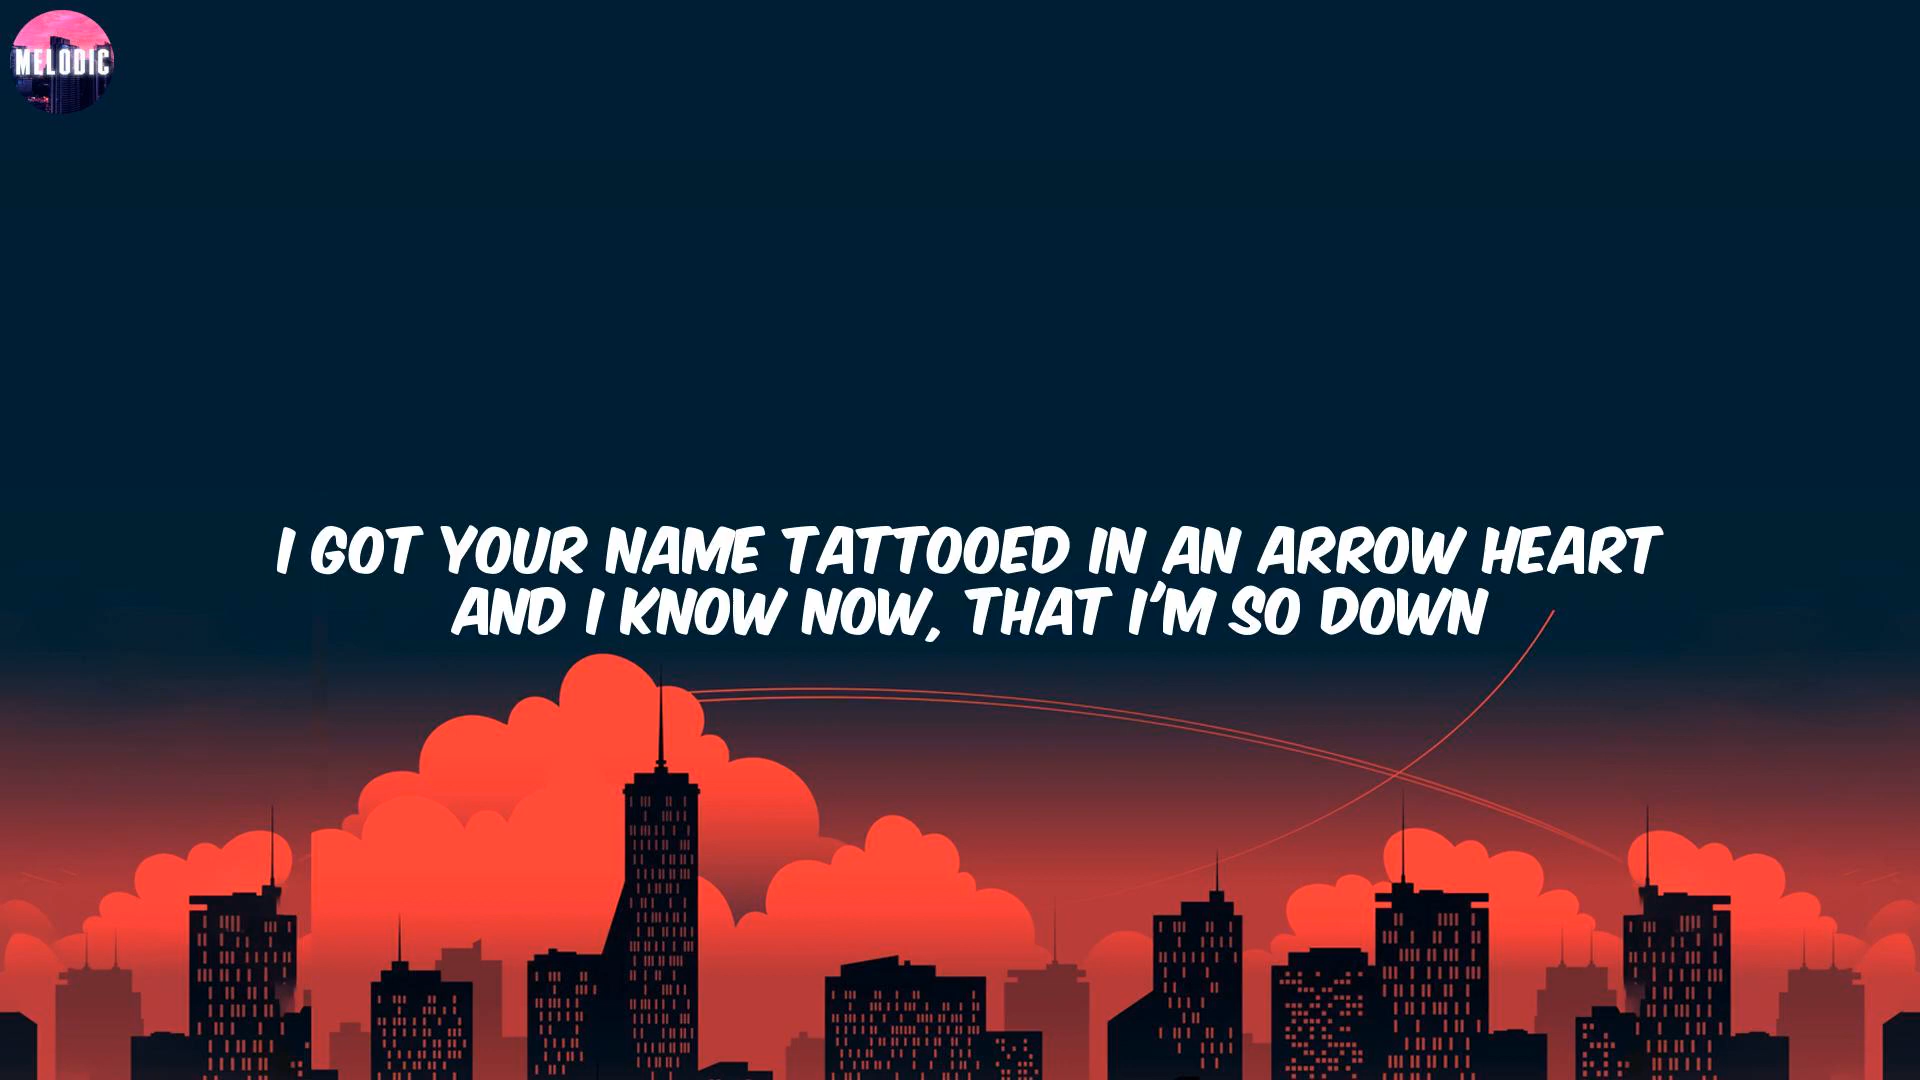 MELODIC
I GOT YOUR NAME TATTOOED IN AN ARROW HEART
AND I KNOW NOW, THAT I'M SO DOWN